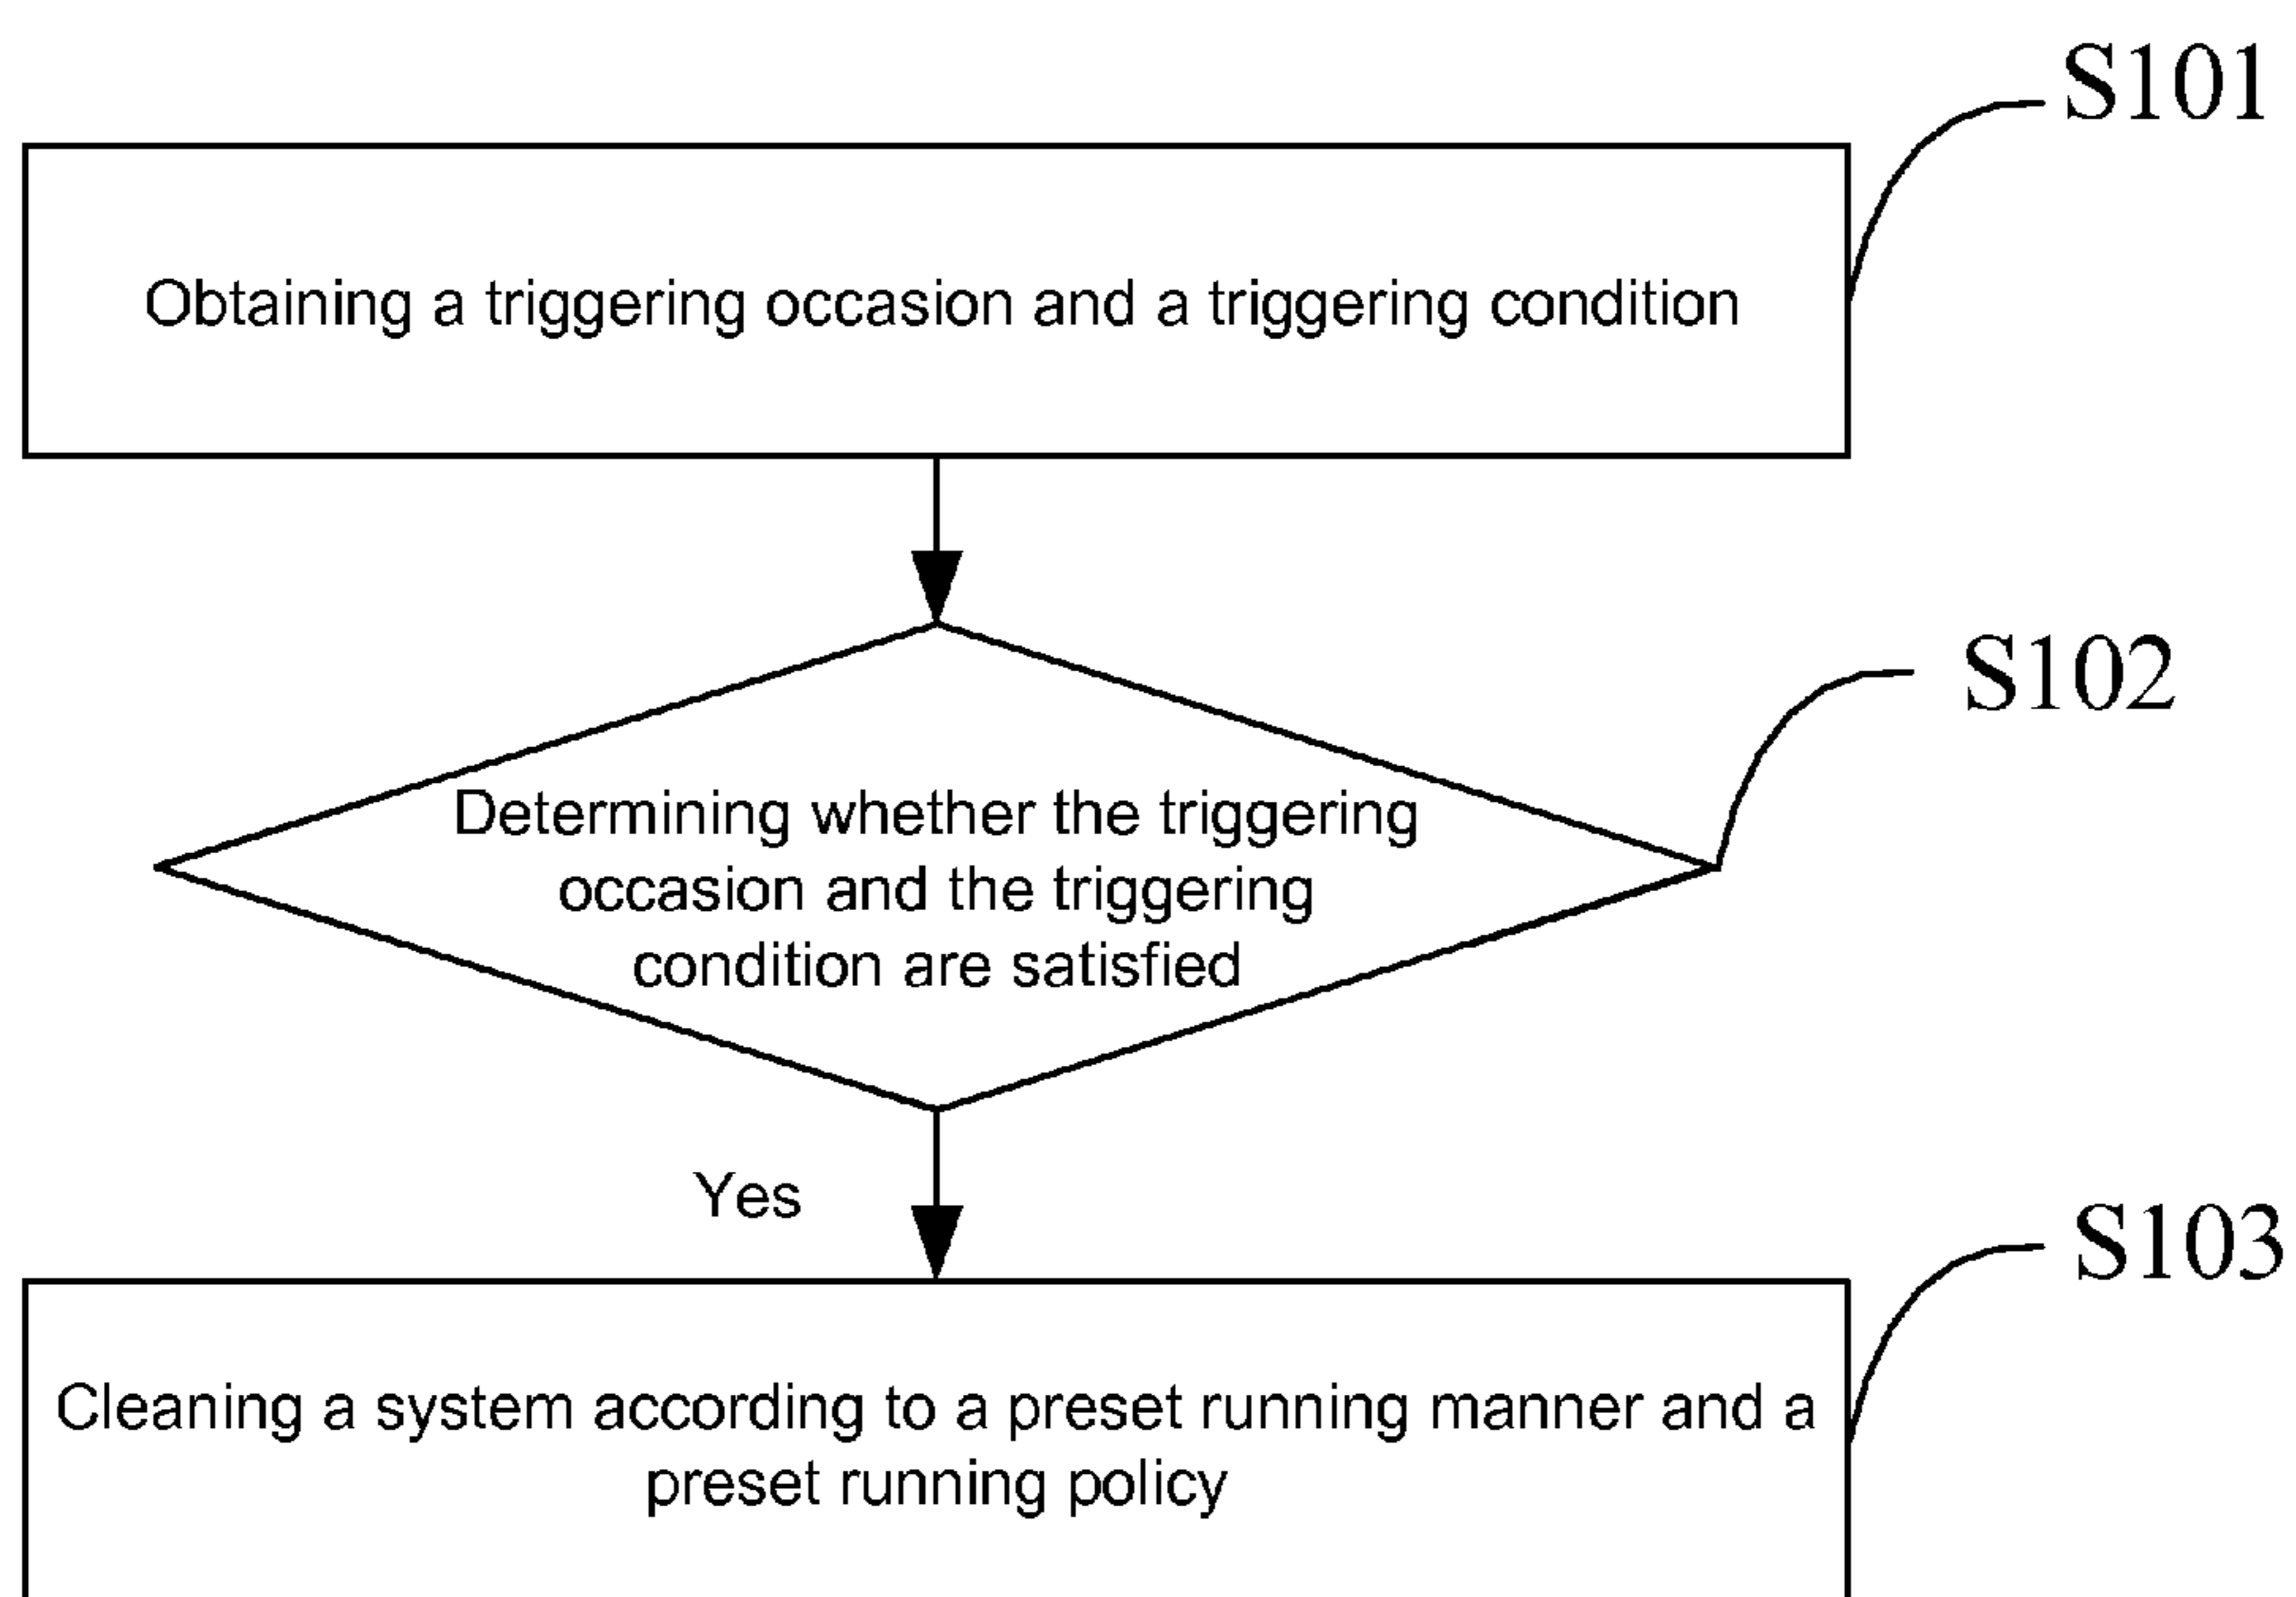 S101
Obtaining a triggering occasion and a triggering condition
S102
Determining whether the triggering
occasion and the triggering
condition are satisfied
Yes
S103
Cleaning a system according to a preset running manner and a
preset running policy